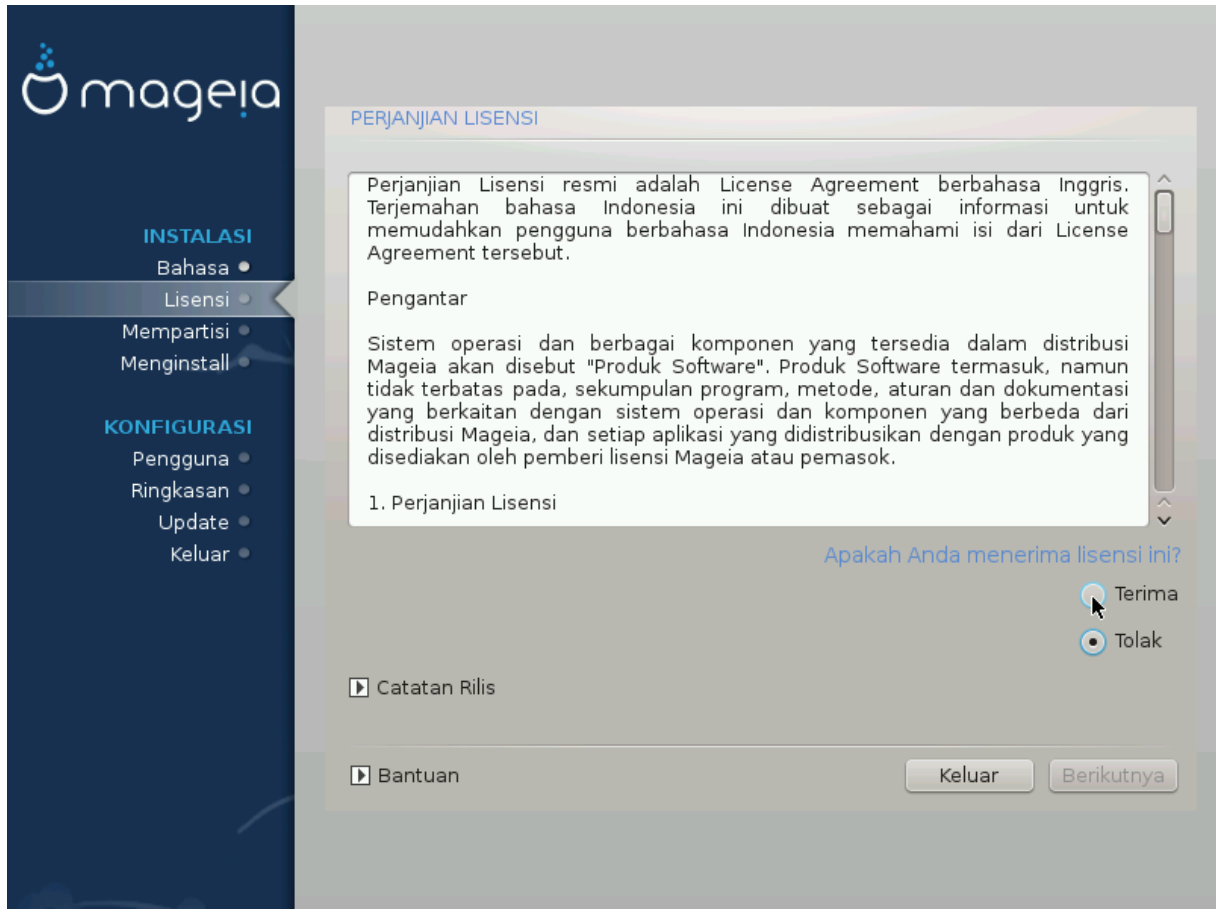 mageia
INSTALASI
Bahasa
Lisensi
Mempartisi
Menginstall
KONFIGURASI
Pengguna
Ringkasan
Update
Keluar
PERJANJIAN LISENSI
Perjanjian Lisensi resmi adalah License Agreement berbahasa Inggris.
Terjemahan bahasa Indonesia ini dibuat sebagai informasi untuk
memudahkan pengguna berbahasa Indonesia memahami isi dari License
Agreement tersebut.
Pengantar
Sistem operasi dan berbagai komponen yang tersedia dalam distribusi
Mageia akan disebut "Produk Software". Produk Software termasuk, namun
tidak terbatas pada, sekumpulan program, metode, aturan dan dokumentasi
yang berkaitan dengan sistem operasi dan komponen yang berbeda dari
distribusi Mageia, dan setiap aplikasi yang didistribusikan dengan produk yang
disediakan oleh pemberi lisensi Mageia atau pemasok.
1. Perjanjian Lisensi
Apakah Anda menerima lisensi ini?
Terima
Tolak
Catatan Rilis
Bantuan
Keluar
Berikutnya